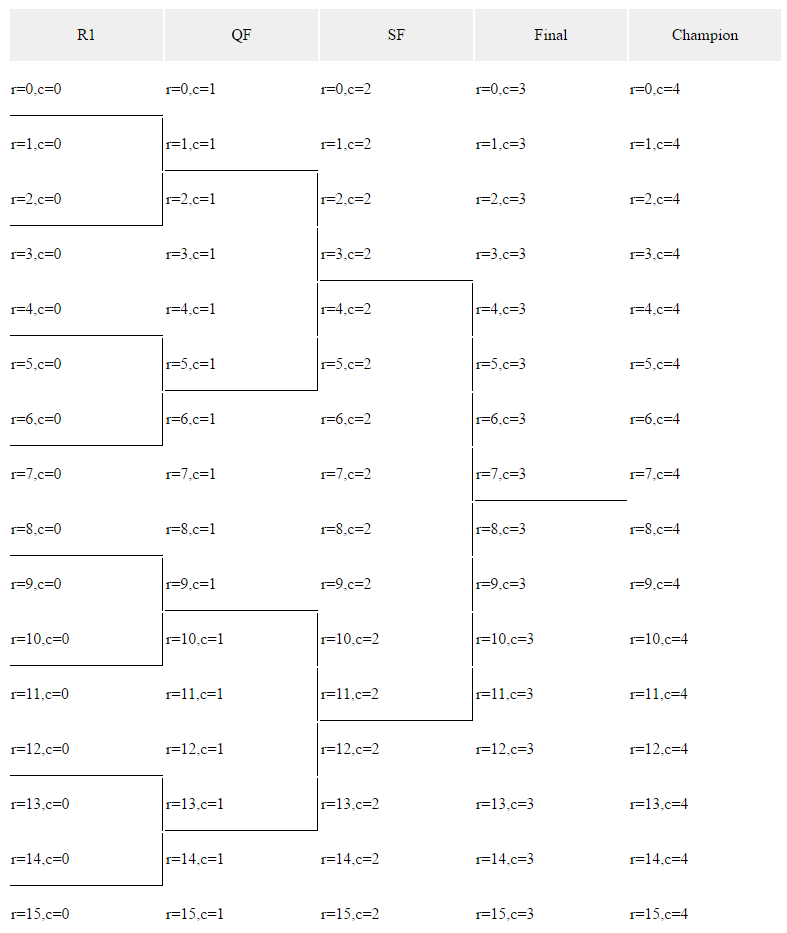 R1 QF SF Final Champion
r=0,c=0 r=0,c=1 r=0,c=2 r=0,c=3 r=0,c=4
r=1,c=0 r=1,c=1 r=1,c=2 r=1,c=3 r=1,c=4
r=2,c=0 r=2,c=1 r=2,c=2 r=2,c=3 r=2,c=4
r=3,c=0 r=3,c=1 r=3,c=2 r=3,c=3 r=3,c=4
r=4,c=0 r=4,c=1 r=4,c=2 r=4,c=3 r=4,c=4
r=5,c=0 r=5,c=1 r=5,c=2 r=5,c=3 r=5,c=4
r=6,c=0 r=6,c=1 r=6,c=2 r=6,c=3 r=6,c=4
r=7,c=0 r=7,c=1 r=7,c=2 r=7,c=3 r=7,c=4
r=8,c=0 r=8,c=1 r=8,c=2 r=8,c=3 r=8,c=4
r=9,c=0 r=9,c=1 r=9,c=2 r=9,c=3 r=9,c=4
r=10,c=0 r=10,c=1 r=10,c=2 r=10,c=3 r=10,c=4
r=11,c=0 r=11,c=1 r=11,c=2 r=11,c=3 r=11,c=4
r=12,c=0 r=12,c=1 r=12,c=2 r=12,c=3 r=12,c=4
r=13,c=0 r=13,c=1 r=13,c=2 r=13,c=3 r=13,c=4
r=14,c=0 r=14,c=1 r=14,c=2 r=14,c=3 r=14,c=4
r=15,c=0 r=15,c=1 r=15,c=2 r=15,c=3 r=15,c=4